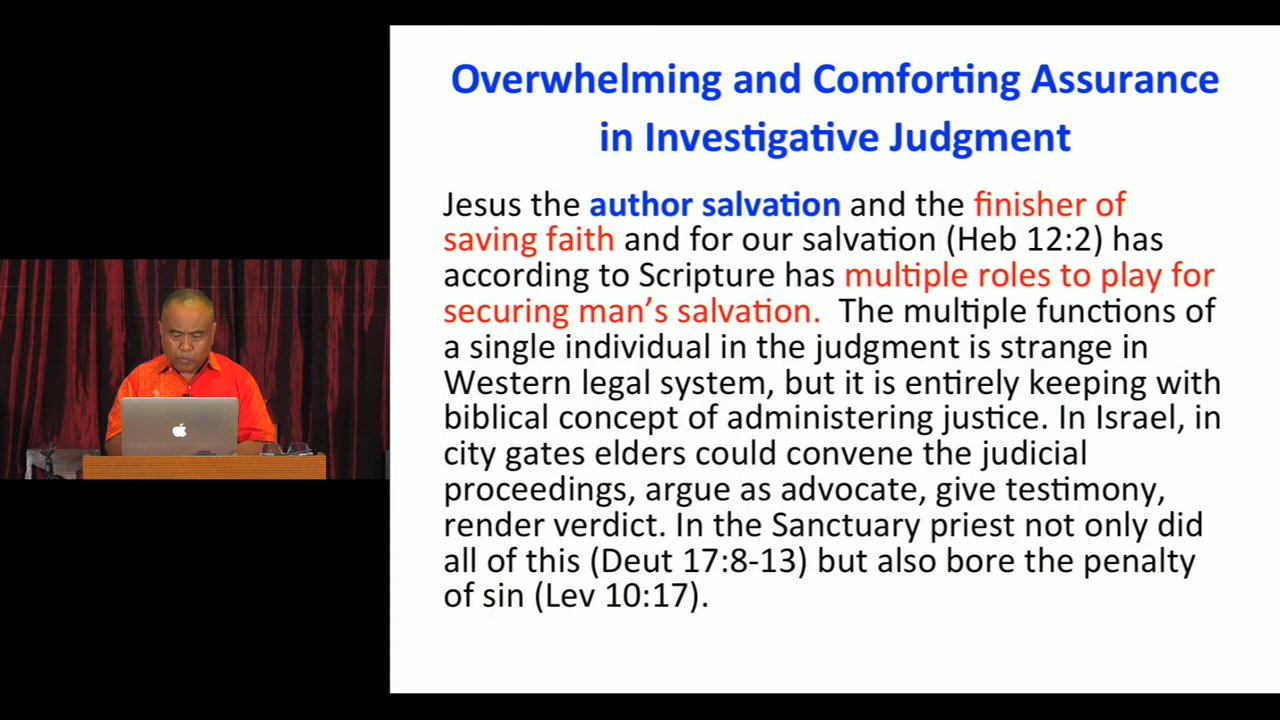 Overwhelming and Comforting Assurance
in Investigative Judgment
Jesus the author salvation and the finisher of
saving faith and for our salvation (Heb 12:2) has
according to Scripture has multiple roles to play for
securing man’s salvation.  The multiple functions of
a single individual in the judgment is strange in
Western legal system, but it is entirely keeping with
biblical concept of administering justice. In Israel, in
city gates elders could convene the judicial
proceedings, argue as advocate, give testimony,
render verdict. In the Sanctuary priest not only did
all of this (Deut 17:8-13) but also bore the penalty
of sin (Lev 10:17).